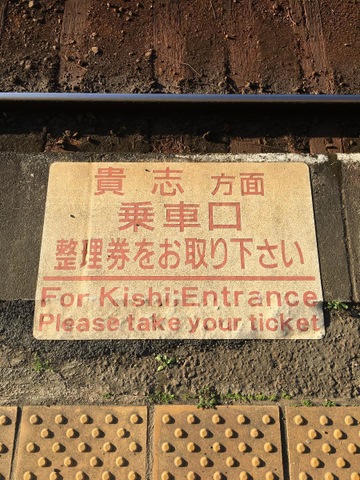 貴志 方面
乗車口
整理券をお取り下さい
For Kishi;Entrance
Please take your ticket